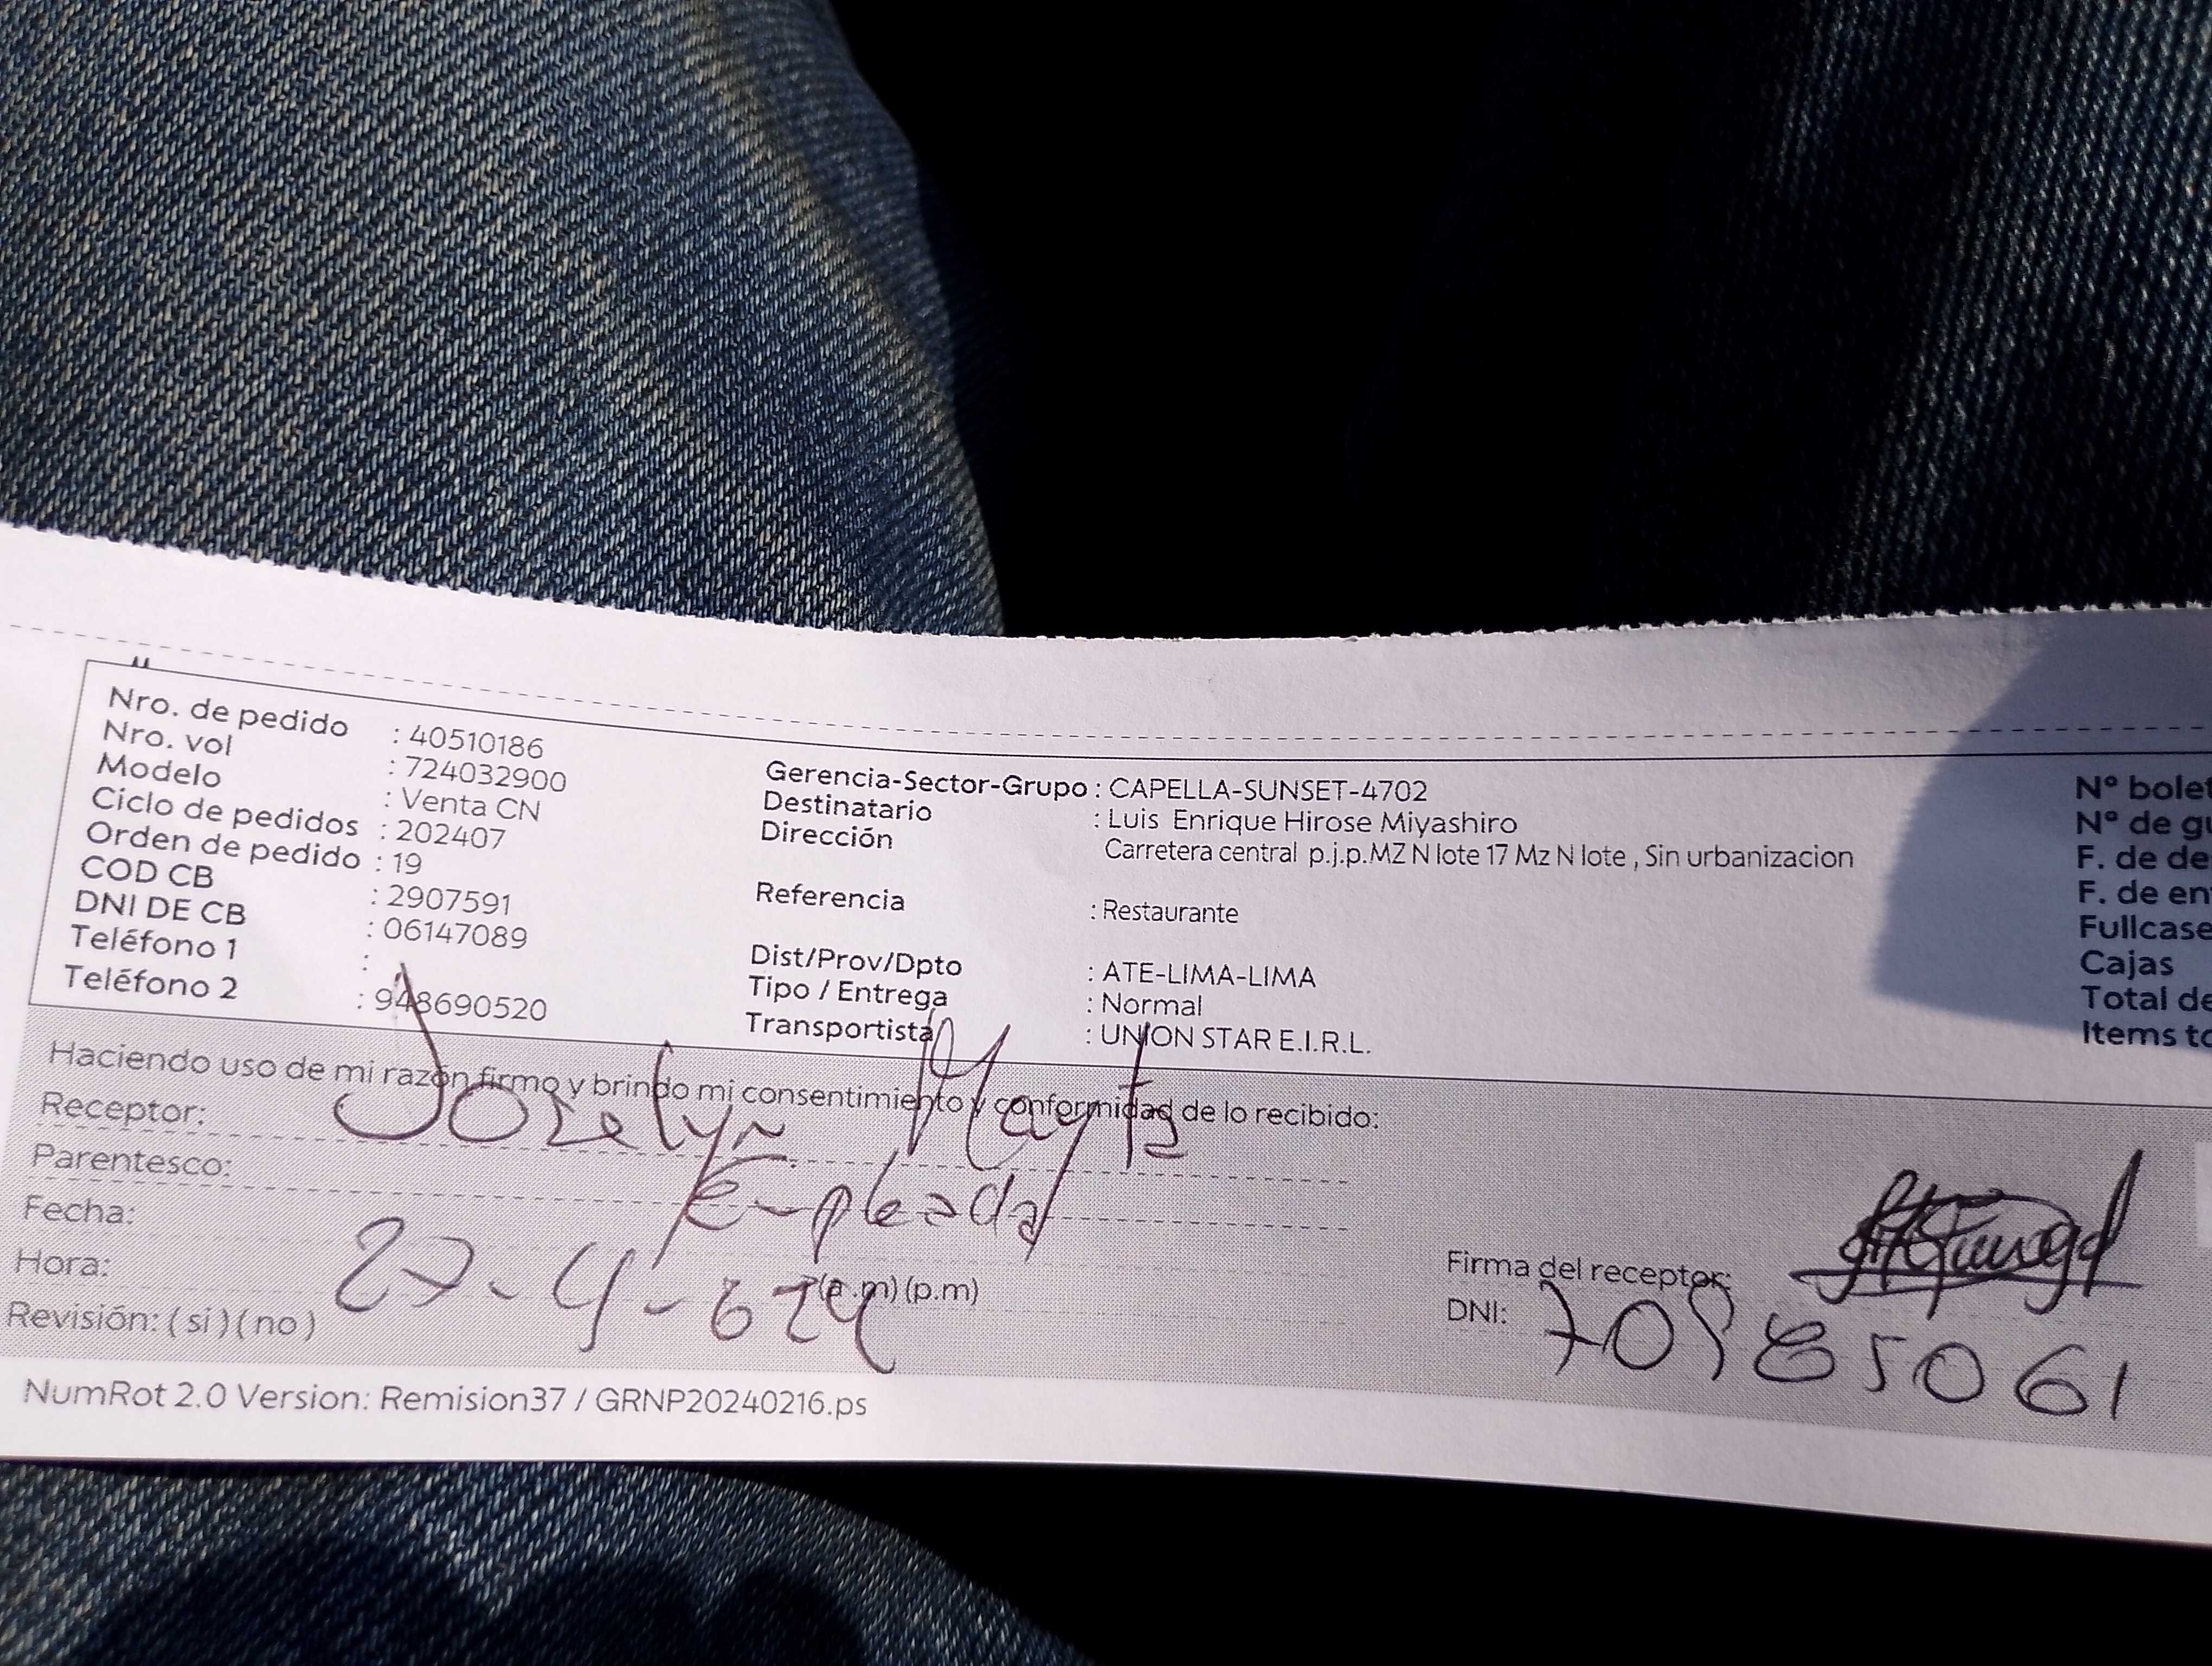 Nro. de pedido : 40510186
Nro. vol : 724032900
Modelo : Venta CN
Ciclo de pedidos : 202407
Orden de pedido : 19
COD CB : 2907591
DNI DE CB : 06147089
Teléfono 1 :
Teléfono 2 : 948690520
Gerencia-Sector-Grupo : CAPELLA-SUNSET-4702
Destinatario : Luis Enrique Hirose Miyashiro
Dirección Carretera central p.j.p.MZ N lote 17 Mz N lote , Sin urbanizacion
Referencia : Restaurante
Dist/Prov/Dpto : ATE-LIMA-LIMA
Tipo / Entrega : Normal
Transportista : UNION STAR E.I.R.L.
Nº bolet
Nº de gu
F. de de
F. de en
Fullcase
Cajas
Total de
Items to
Haciendo uso de mi razón firmo y brindo mi consentimiento y conformidad de lo recibido:
Receptor: Joselyn Mayta
Parentesco: Empleada
Fecha: 27-4-
Hora: (a.m) (p.m)
Revisión: ( si ) ( no )
Firma del receptor:
DNI: 70985061
NumRot 2.0 Version: Remision37 / GRNP20240216.ps